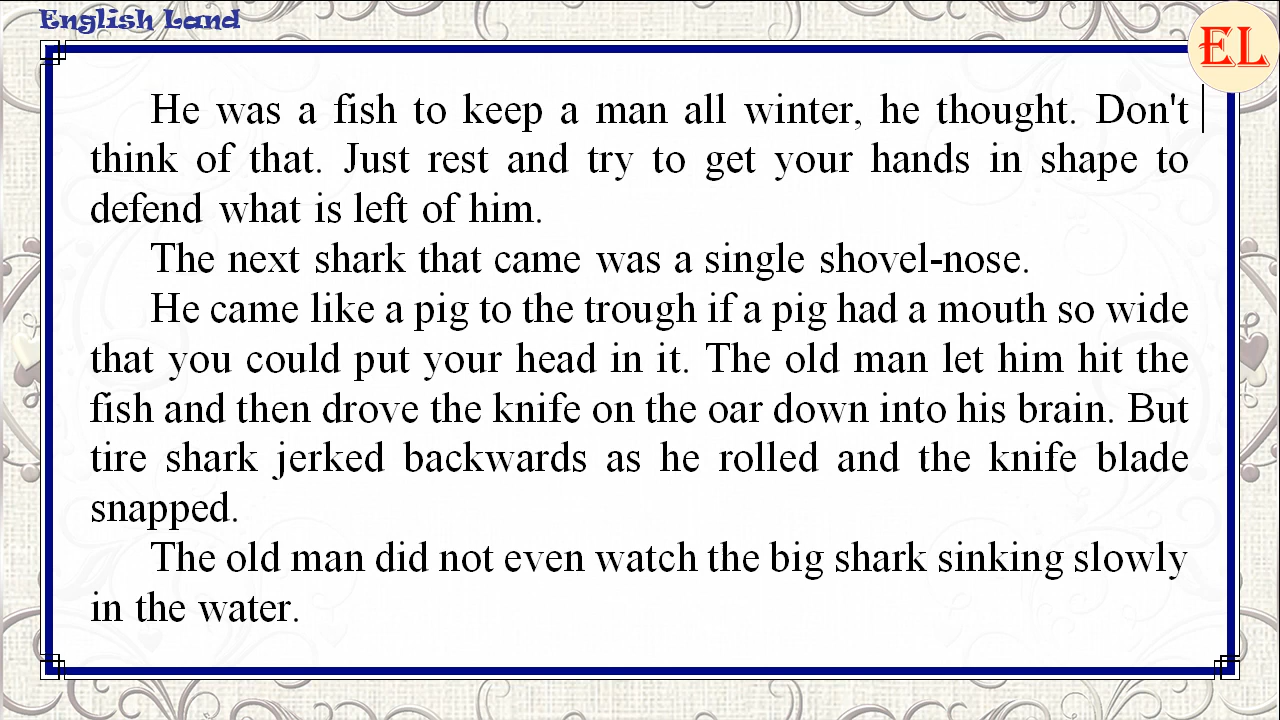 English Land
EL
He was a fish to keep a man all winter, he thought. Don't
think of that. Just rest and try to get your hands in shape to
defend what is left of him.
The next shark that came was a single shovel-nose.
He came like a pig to the trough if a pig had a mouth so wide
that you could put your head in it. The old man let him hit the
fish and then drove the knife on the oar down into his brain. But
tire shark jerked backwards as he rolled and the knife blade
snapped.
The old man did not even watch the big shark sinking slowly
in the water.